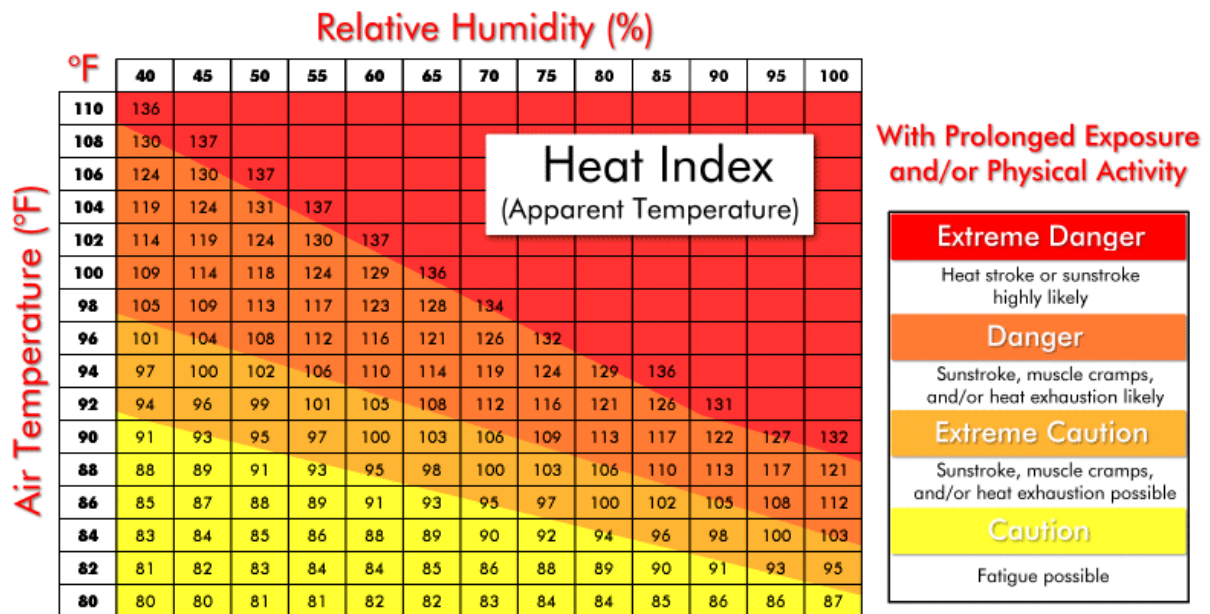 Relative Humidity (%)
°F 40 45 50 55 60 65 70 75 80 85 90 95 100
110 136
108 130 137
106 124 130 137
104 119 124 131 137
102 114 119 124 130 137
100 109 114 118 124 129 136
98 105 109 113 117 123 128 134
96 101 104 108 112 116 121 126 132
94 97 100 102 106 110 114 119 124 129 136
92 94 96 99 101 105 108 112 116 121 126 131
90 91 93 95 97 100 103 106 109 113 117 122 127 132
88 88 89 91 93 95 98 100 103 106 110 113 117 121
86 85 87 88 89 91 93 95 97 100 102 105 108 112
84 83 84 85 86 88 89 90 92 94 96 98 100 103
82 81 82 83 84 84 85 86 88 89 90 91 93 95
80 80 80 81 81 82 82 83 84 84 85 86 86 87
Air Temperature (°F)
Heat Index
(Apparent Temperature)
With Prolonged Exposure
and/or Physical Activity
Extreme Danger
Heat stroke or sunstroke
highly likely
Danger
Sunstroke, muscle cramps,
and/or heat exhaustion likely
Extreme Caution
Sunstroke, muscle cramps,
and/or heat exhaustion possible
Caution
Fatigue possible